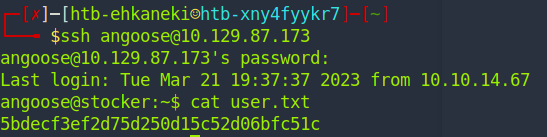 [✗]─[htb-ehkaneki@htb-xny4fyykr7]─[~]
$ssh angoose@10.129.87.173
angoose@10.129.87.173's password:
Last login: Tue Mar 21 19:37:37 2023 from 10.10.14.67
angoose@stocker:~$ cat user.txt
5bdecf3ef2d75d250d15c52d06bfc51c